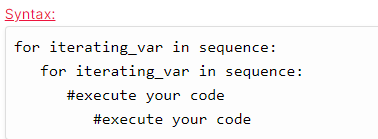 Syntax:
for iterating_var in sequence:
   for iterating_var in sequence:
      #execute your code
         #execute your code